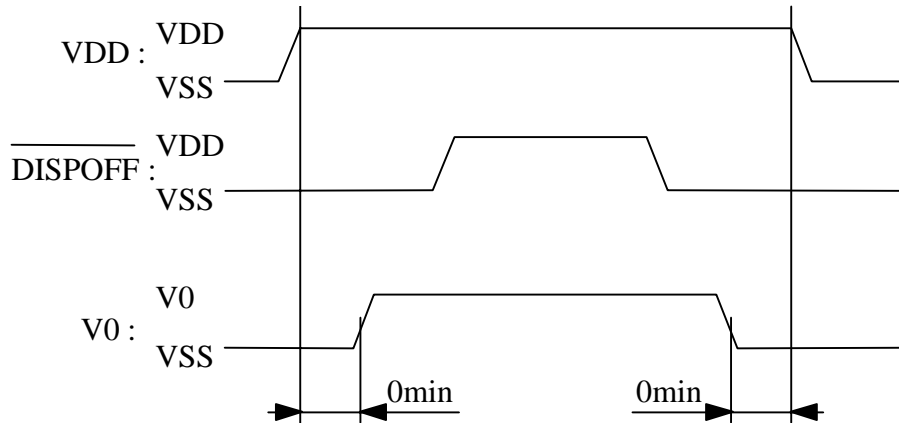 VDD : VDD
VSS
DISPOFF : VDD
VSS
V0 : V0
VSS
0min 0min